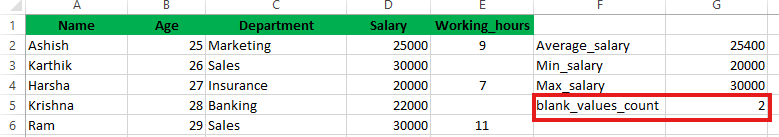 A B C D E F G
1 Name Age Department Salary Working_hours
2 Ashish 25 Marketing 25000 9 Average_salary 25400
3 Karthik 26 Sales 30000 Min_salary 20000
4 Harsha 27 Insurance 20000 7 Max_salary 30000
5 Krishna 28 Banking 22000 blank_values_count 2
6 Ram 29 Sales 30000 11